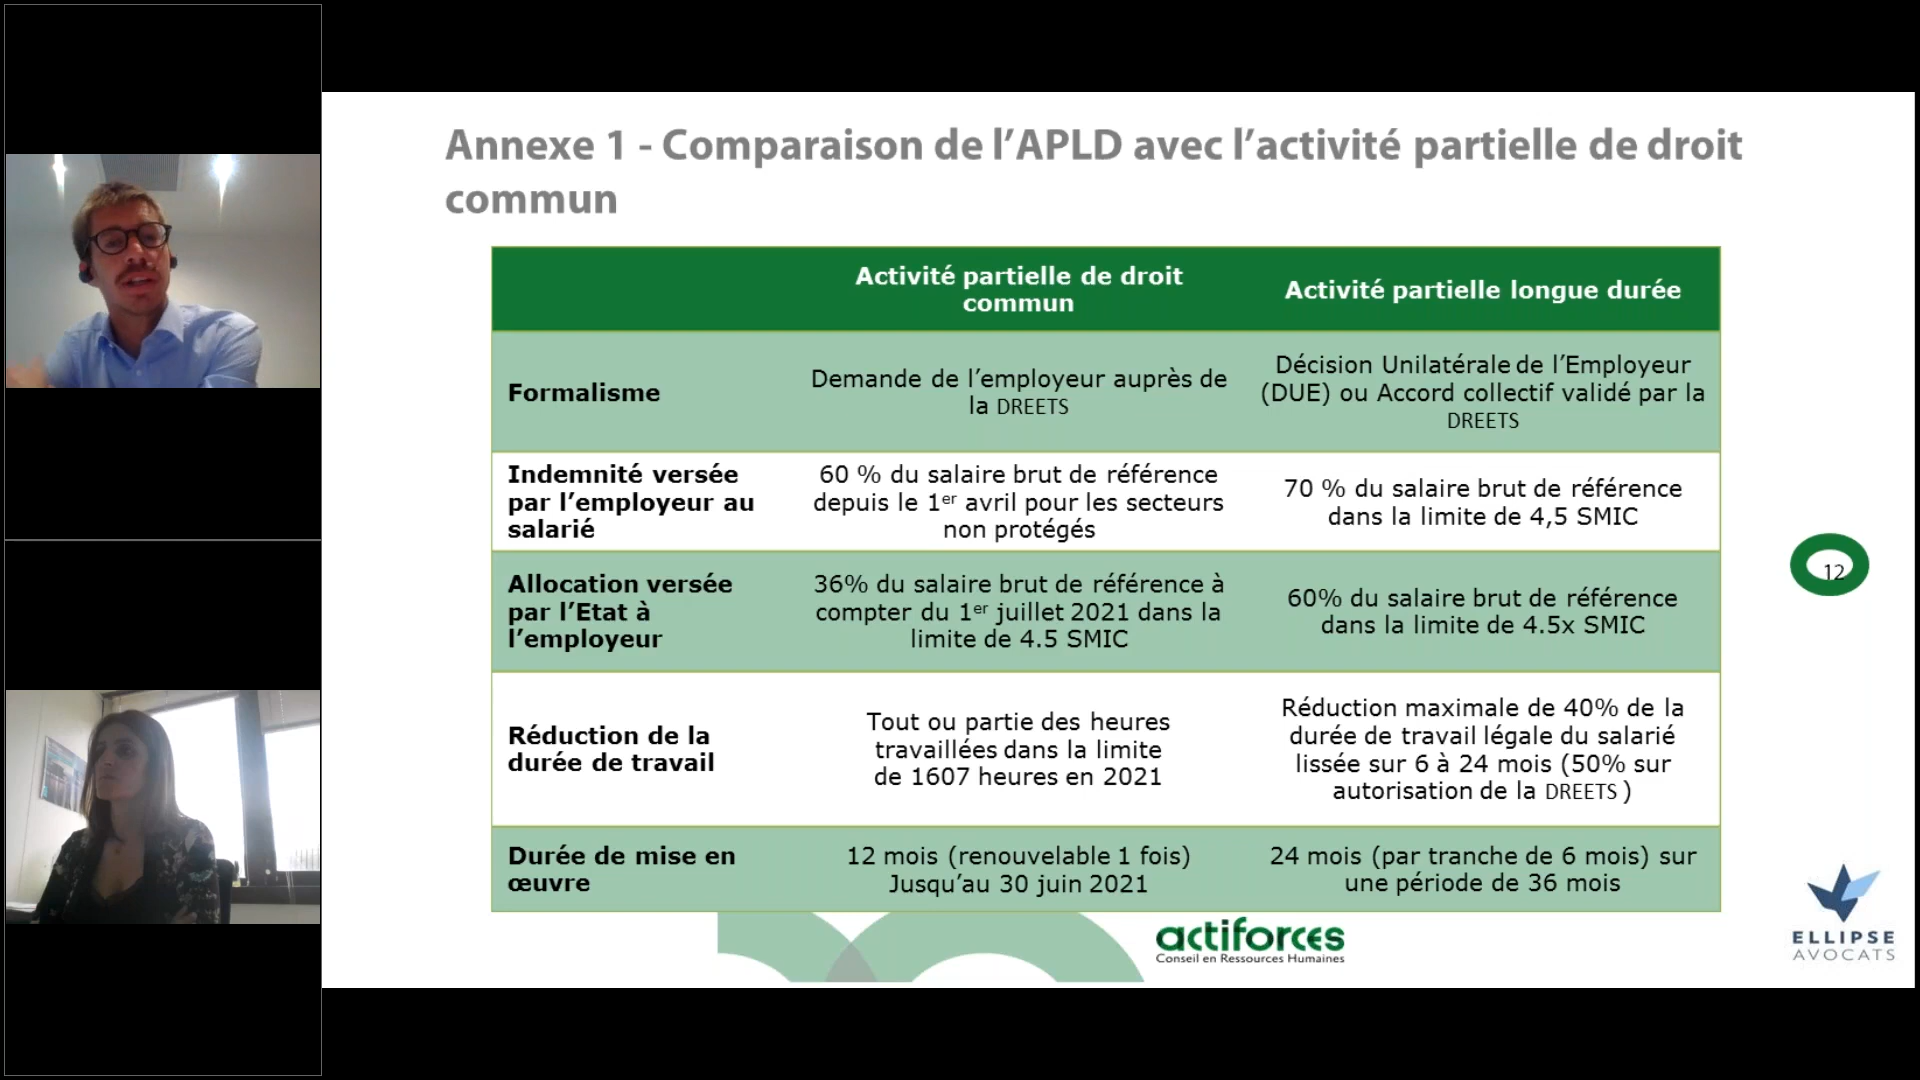 Annexe 1 - Comparaison de l’APLD avec l’activité partielle de droit
commun
Activité partielle de droit
commun
Activité partielle longue durée
Formalisme
Demande de l’employeur auprès de
la DREETS
Décision Unilatérale de l’Employeur
(DUE) ou Accord collectif validé par la
DREETS
Indemnité versée
par l’employeur au
salarié
60 % du salaire brut de référence
depuis le 1er avril pour les secteurs
non protégés
70 % du salaire brut de référence
dans la limite de 4,5 SMIC
Allocation versée
par l’Etat à
l’employeur
36% du salaire brut de référence à
compter du 1er juillet 2021 dans la
limite de 4.5 SMIC
60% du salaire brut de référence
dans la limite de 4.5x SMIC
Réduction de la
durée de travail
Tout ou partie des heures
travaillées dans la limite
de 1607 heures en 2021
Réduction maximale de 40% de la
durée de travail légale du salarié
lissée sur 6 à 24 mois (50% sur
autorisation de la DREETS )
Durée de mise en
œuvre
12 mois (renouvelable 1 fois)
Jusqu’au 30 juin 2021
24 mois (par tranche de 6 mois) sur
une période de 36 mois
12
actiforces
Conseil en Ressources Humaines
ELLIPSE
AVOCATS